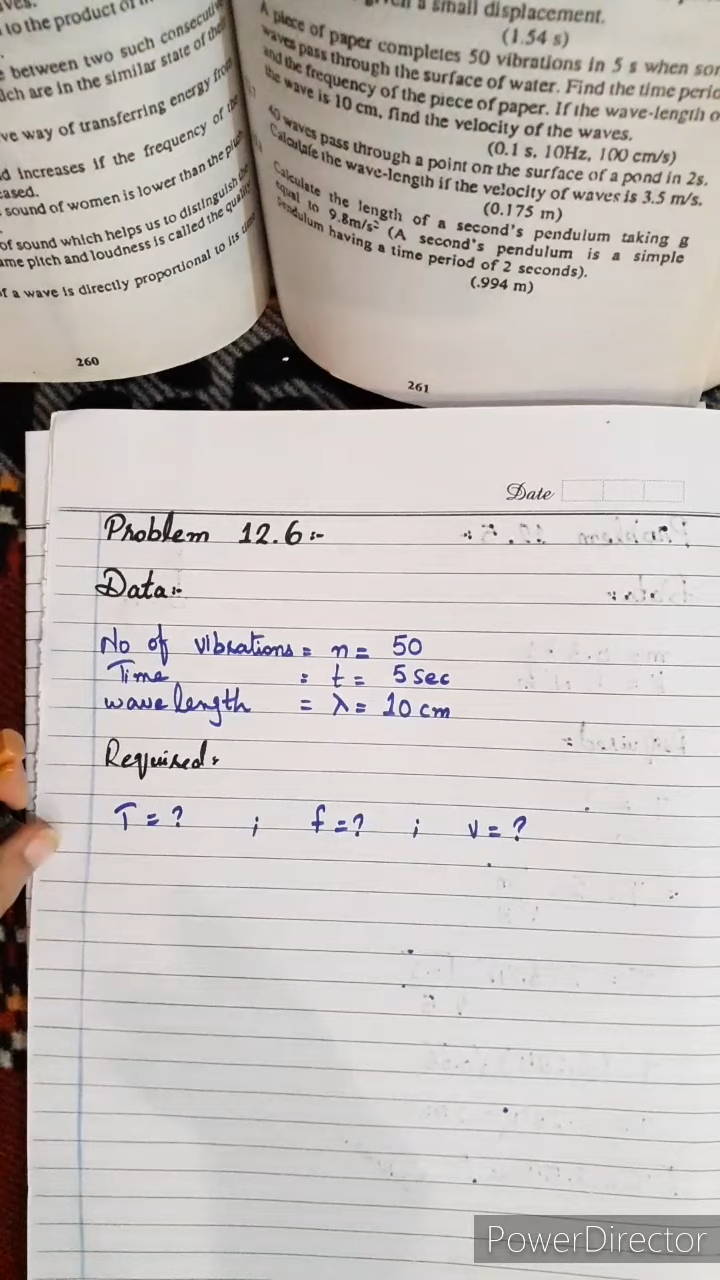 to the product of
between two such consecutive
are in the similar state of their
ve way of transferring energy from
d increases if the frequency of the
ased.
sound of women is lower than the pitch
of sound which helps us to distinguish the
ame pitch and loudness is called the quality
of a wave is directly proportional to its
260
a small displacement.
(1.54 s)
A piece of paper completes 50 vibrations in 5 s when
waves pass through the surface of water. Find the time
and the frequency of the piece of paper. If the wave-length
the wave is 10 cm, find the velocity of the waves.
(0.1 s, 10Hz, 100 cm/s)
40 waves pass through a point on the surface of a pond in 2s.
Calculate the wave-length if the velocity of waves is 3.5 m/s.
(0.175 m)
Calculate the length of a second's pendulum taking g
equal to 9.8m/s² (A second's pendulum is a simple
pendulum having a time period of 2 seconds).
(.994 m)
261
Date
Problem 12.6:-
Data:-
No of vibrations = n = 50
Time = t = 5 sec
wave length = λ = 10 cm
Required:
T = ? ; f = ? ; v = ?
PowerDirector